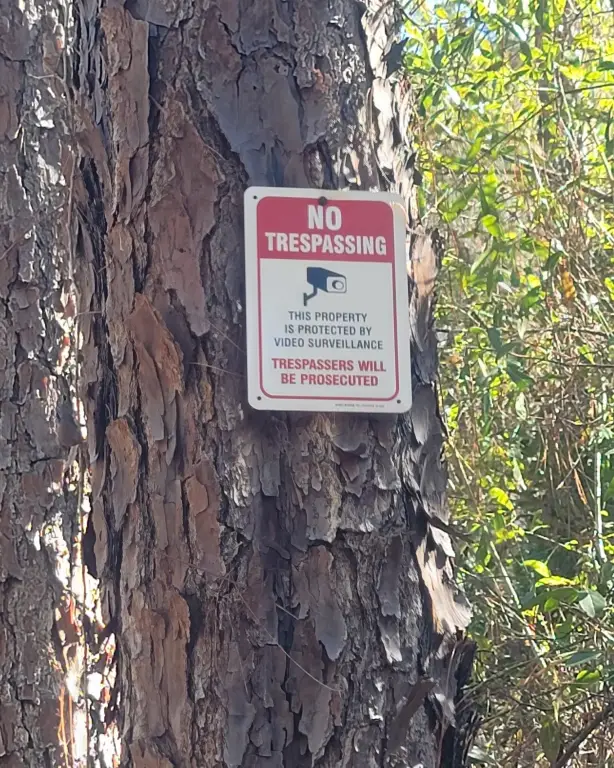 NO
TRESPASSING
THIS PROPERTY
IS PROTECTED BY
VIDEO SURVEILLANCE
TRESPASSERS WILL
BE PROSECUTED